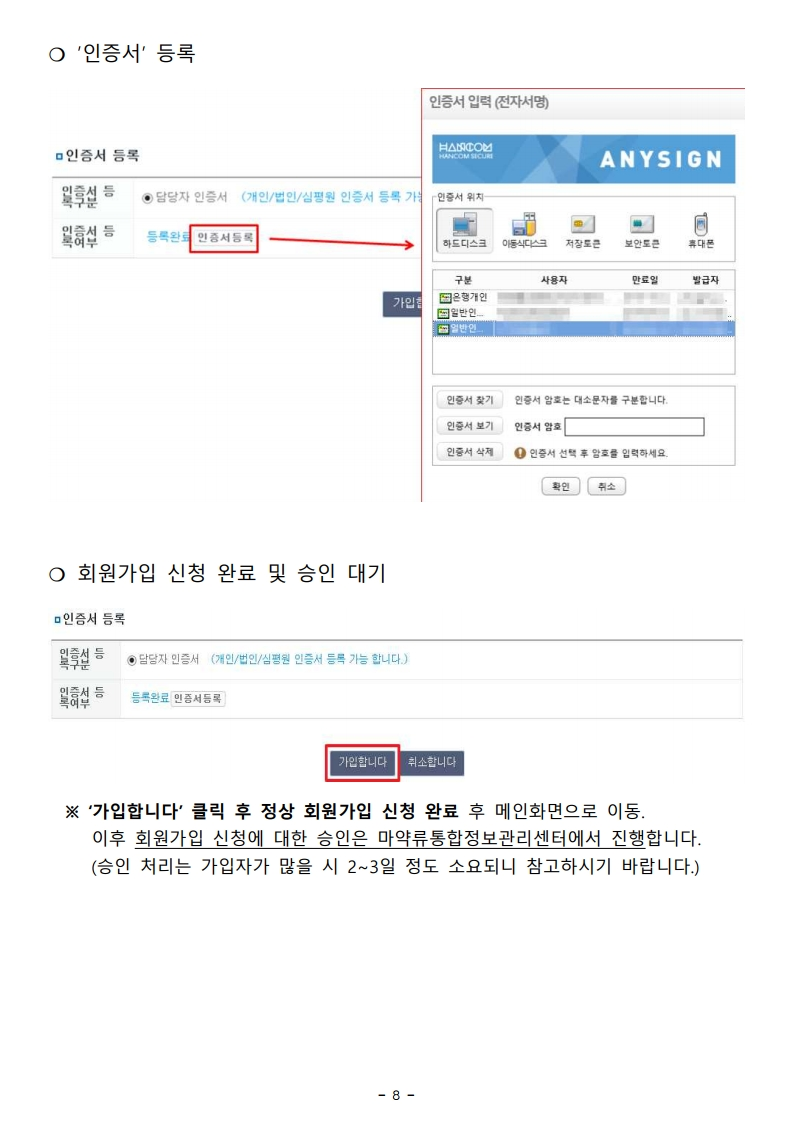 ❍ '인증서' 등록
인증서 등록
인증서 등
록구분
담당자 인증서 (개인/법인/심평원 인증서 등록 가능
인증서 등
록여부
등록완료 인증서등록
가입합
인증서 입력 (전자서명)
HANCOM
HANCOM SECURE
ANYSIGN
인증서 위치
하드디스크 이동식디스크 저장토큰 보안토큰 휴대폰
구분 사용자 만료일 발급자
은행개인
일반인...
일반인...
인증서 찾기 인증서 암호는 대소문자를 구분합니다.
인증서 보기 인증서 암호
인증서 삭제 인증서 선택 후 암호를 입력하세요.
확인 취소
❍ 회원가입 신청 완료 및 승인 대기
인증서 등록
인증서 등
록구분
담당자 인증서 (개인/법인/심평원 인증서 등록 가능 합니다.)
인증서 등
록여부
등록완료 인증서등록
가입합니다 취소합니다
※ '가입합니다' 클릭 후 정상 회원가입 신청 완료 후 메인화면으로 이동.
이후 회원가입 신청에 대한 승인은 마약류통합정보관리센터에서 진행합니다.
(승인 처리는 가입자가 많을 시 2~3일 정도 소요되니 참고하시기 바랍니다.)
- 8 -